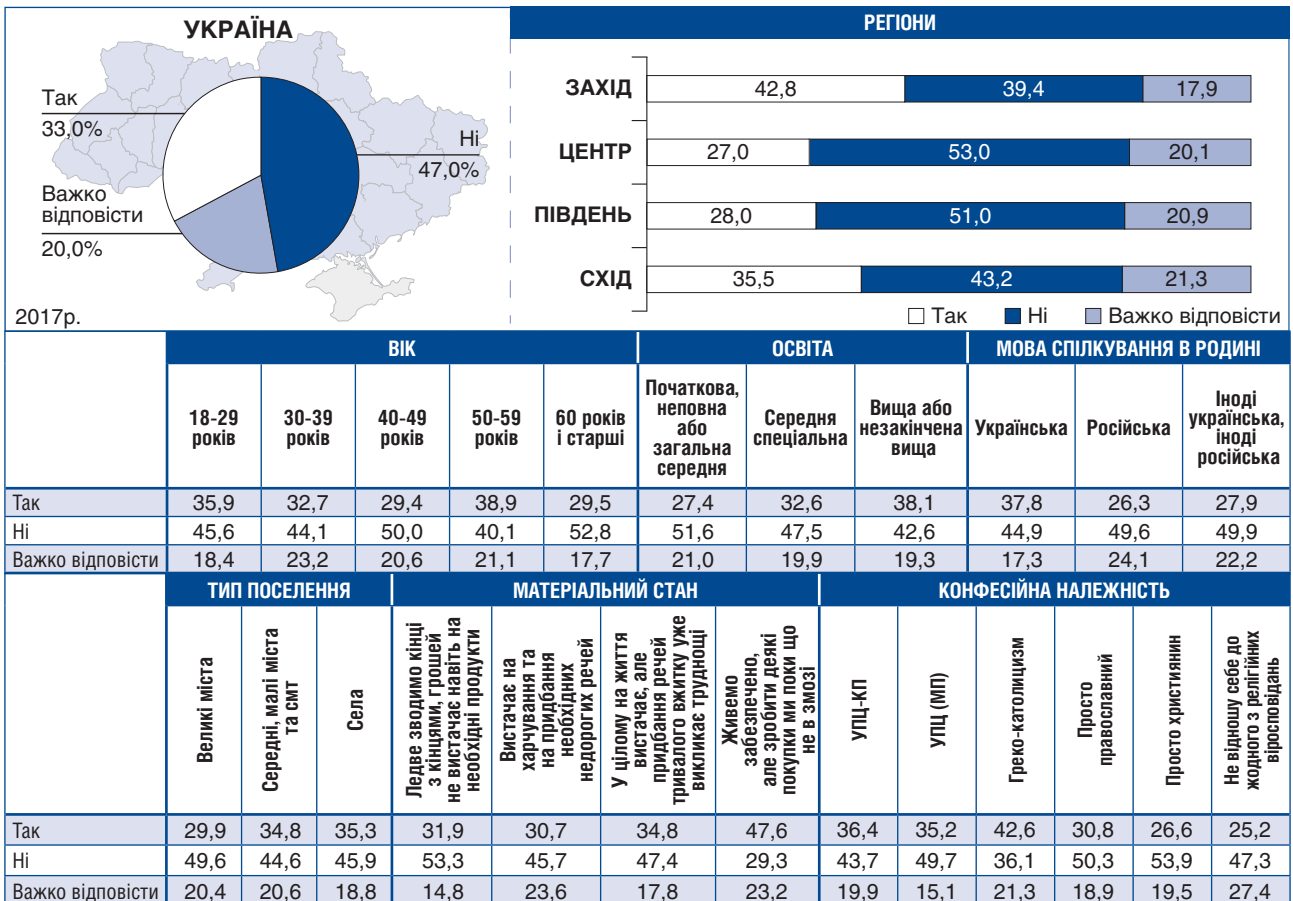 УКРАЇНА
Так
33,0%
Ні
47,0%
Важко
відповісти
20,0%
2017р.
РЕГІОНИ
ЗАХІД 42,8 39,4 17,9
ЦЕНТР 27,0 53,0 20,1
ПІВДЕНЬ 28,0 51,0 20,9
СХІД 35,5 43,2 21,3
Так Ні Важко відповісти
ВІК ОСВІТА МОВА СПІЛКУВАННЯ В РОДИНІ
18-29
років
30-39
років
40-49
років
50-59
років
60 років
і старші
Початкова,
неповна
або
загальна
середня
Середня
спеціальна
Вища або
незакінчена
вища
Українська
Російська
Іноді
українська,
іноді
російська
Так 35,9 32,7 29,4 38,9 29,5 27,4 32,6 38,1 37,8 26,3 27,9
Ні 45,6 44,1 50,0 40,1 52,8 51,6 47,5 42,6 44,9 49,6 49,9
Важко відповісти 18,4 23,2 20,6 21,1 17,7 21,0 19,9 19,3 17,3 24,1 22,2
ТИП ПОСЕЛЕННЯ МАТЕРІАЛЬНИЙ СТАН КОНФЕСІЙНА НАЛЕЖНІСТЬ
Великі міста
Середні, малі міста
та смт
Села
Ледве зводимо кінці
з кінцями, грошей
не вистачає навіть на
необхідні продукти
Вистачає на
харчування та
на придбання
необхідних
недорогих речей
У цілому на життя
вистачає, але
придбання речей
тривалого вжитку уже
викликає труднощі
Живемо
забезпечено,
але зробити деякі
покупки ми поки що
не в змозі
УПЦ-КП
УПЦ (МП)
Греко-католицизм
Просто
православний
Просто християнин
Не відношу себе до
жодного з релігійних
віросповідань
Так 29,9 34,8 35,3 31,9 30,7 34,8 47,6 36,4 35,2 42,6 30,8 26,6 25,2
Ні 49,6 44,6 45,9 53,3 45,7 47,4 29,3 43,7 49,7 36,1 50,3 53,9 47,3
Важко відповісти 20,4 20,6 18,8 14,8 23,6 17,8 23,2 19,9 15,1 21,3 18,9 19,5 27,4